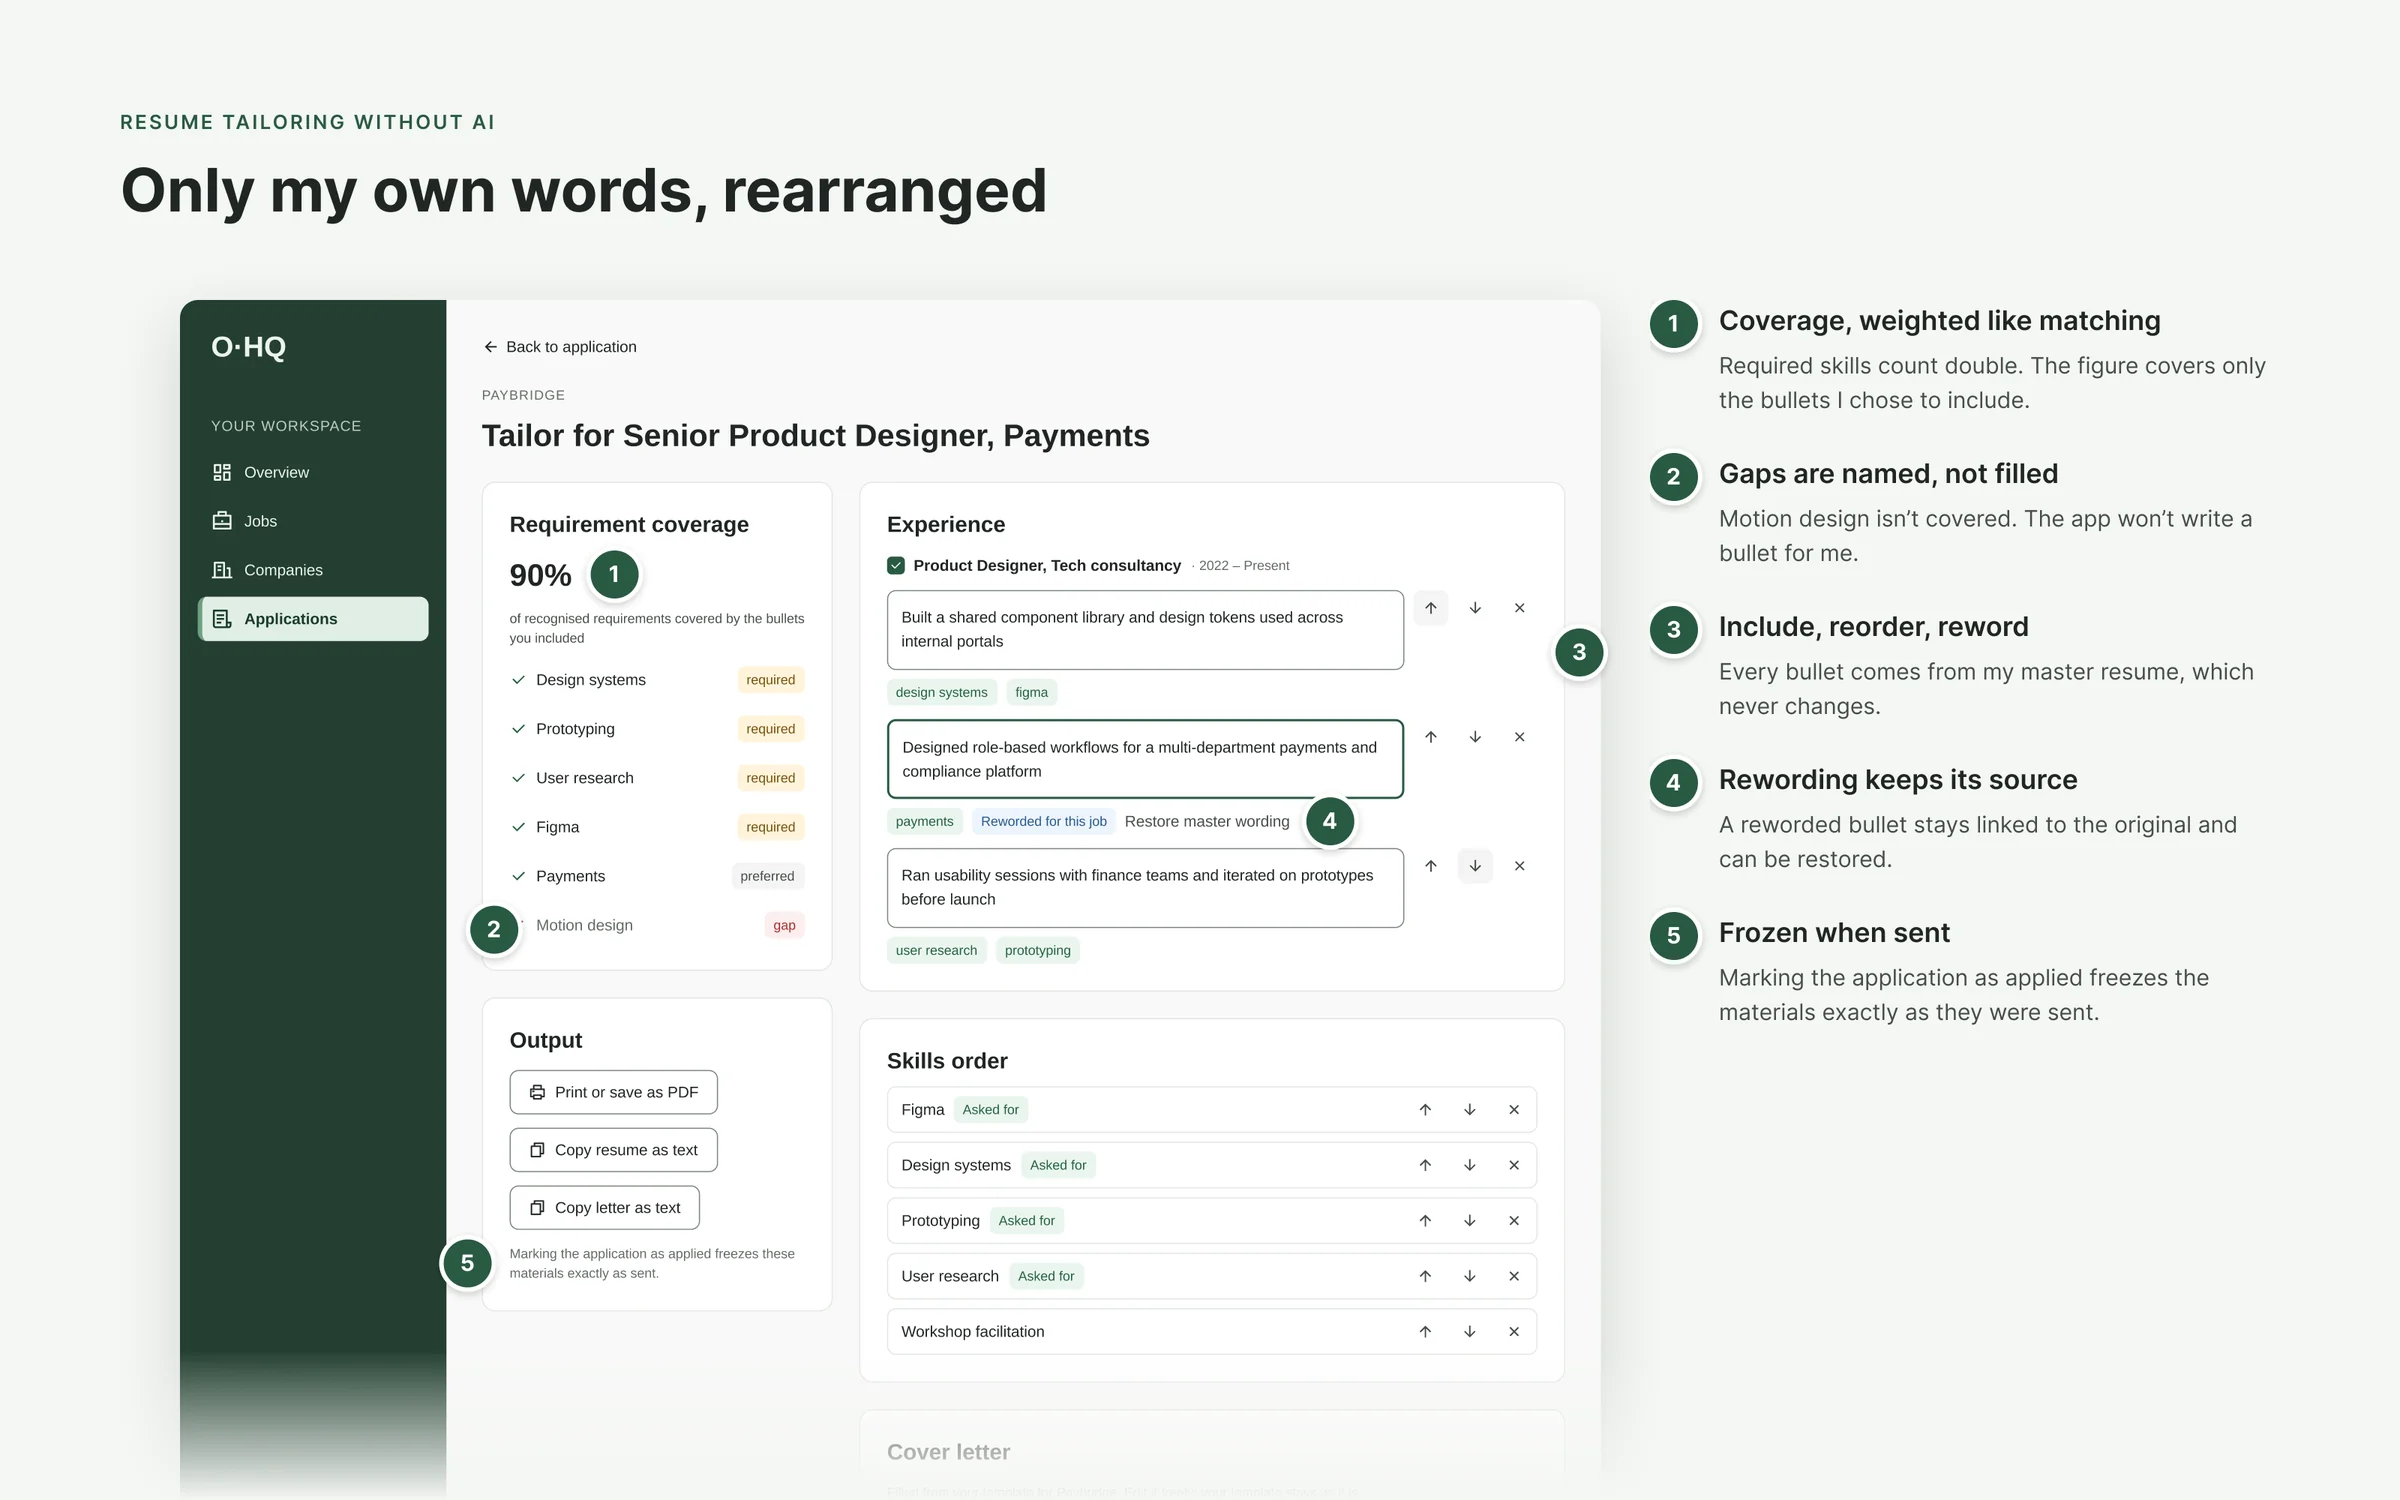 RESUME TAILORING WITHOUT AI
Only my own words, rearranged
O·HQ
YOUR WORKSPACE
Overview
Jobs
Companies
Applications
Back to application
PAYBRIDGE
Tailor for Senior Product Designer, Payments
Requirement coverage
90%
1
of recognised requirements covered by the bullets
you included
Design systems required
Prototyping required
User research required
Figma required
Payments preferred
2
Motion design gap
Output
Print or save as PDF
Copy resume as text
Copy letter as text
5
Marking the application as applied freezes these
materials exactly as sent.
Experience
Product Designer, Tech consultancy · 2022 – Present
Built a shared component library and design tokens used across
internal portals
3
design systems figma
Designed role-based workflows for a multi-department payments and
compliance platform
payments Reworded for this job Restore master wording
4
Ran usability sessions with finance teams and iterated on prototypes
before launch
user research prototyping
Skills order
Figma Asked for
Design systems Asked for
Prototyping Asked for
User research Asked for
Workshop facilitation
Cover letter
1
Coverage, weighted like matching
Required skills count double. The figure covers only
the bullets I chose to include.
2
Gaps are named, not filled
Motion design isn’t covered. The app won’t write a
bullet for me.
3
Include, reorder, reword
Every bullet comes from my master resume, which
never changes.
4
Rewording keeps its source
A reworded bullet stays linked to the original and
can be restored.
5
Frozen when sent
Marking the application as applied freezes the
materials exactly as they were sent.